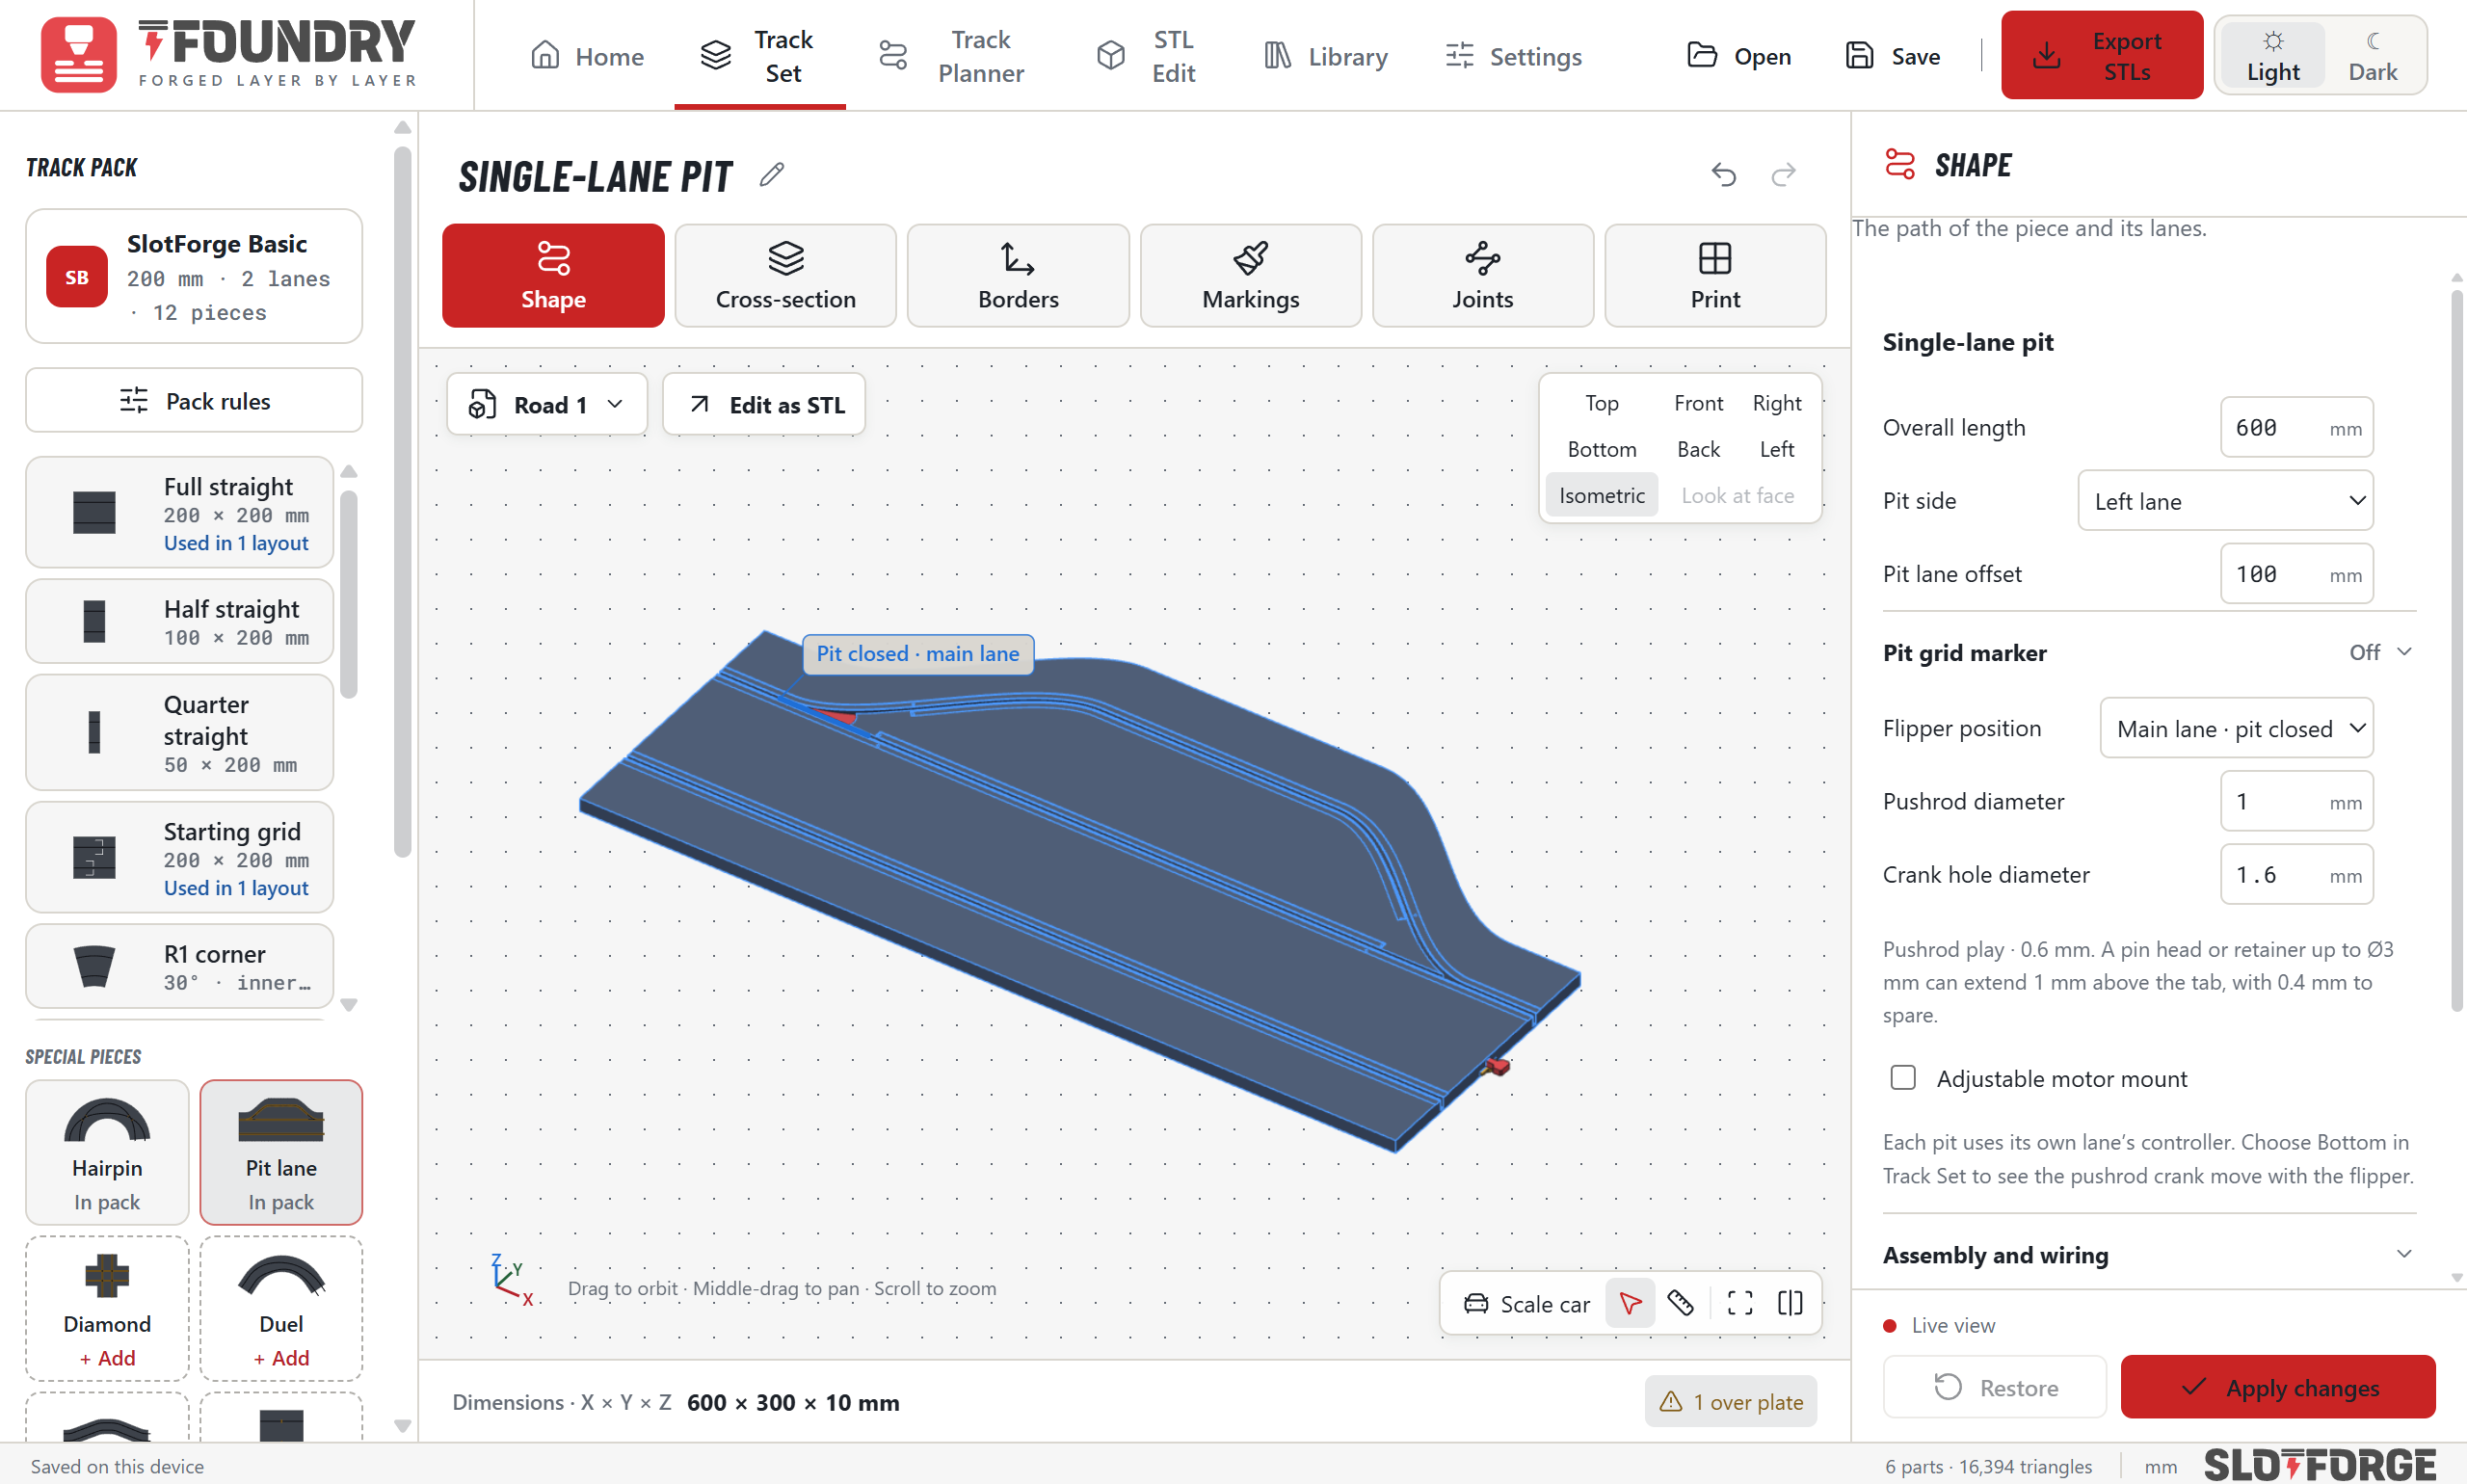 FOUNDRY
FORGED LAYER BY LAYER
Home
Track Set
Track Planner
STL Edit
Library
Settings
Open
Save
Export STLs
Light
Dark
TRACK PACK
SB
SlotForge Basic
200 mm · 2 lanes
· 12 pieces
Pack rules
Full straight
200 × 200 mm
Used in 1 layout
Half straight
100 × 200 mm
Quarter
straight
50 × 200 mm
Starting grid
200 × 200 mm
Used in 1 layout
R1 corner
30° · inner…
SPECIAL PIECES
Hairpin
In pack
Pit lane
In pack
Diamond
+ Add
Duel
+ Add
SINGLE-LANE PIT
Shape
Cross-section
Borders
Markings
Joints
Print
Road 1
Edit as STL
Top Front Right
Bottom Back Left
Isometric Look at face
Pit closed · main lane
Z
Y
X
Drag to orbit · Middle-drag to pan · Scroll to zoom
Scale car
Dimensions · X × Y × Z 600 × 300 × 10 mm
1 over plate
SHAPE
The path of the piece and its lanes.
Single-lane pit
Overall length 600 mm
Pit side Left lane
Pit lane offset 100 mm
Pit grid marker Off
Flipper position Main lane · pit closed
Pushrod diameter 1 mm
Crank hole diameter 1.6 mm
Pushrod play · 0.6 mm. A pin head or retainer up to Ø3
mm can extend 1 mm above the tab, with 0.4 mm to
spare.
Adjustable motor mount
Each pit uses its own lane's controller. Choose Bottom in
Track Set to see the pushrod crank move with the flipper.
Assembly and wiring
Live view
Restore
Apply changes
Saved on this device
6 parts · 16,394 triangles
mm
SLOTFORGE